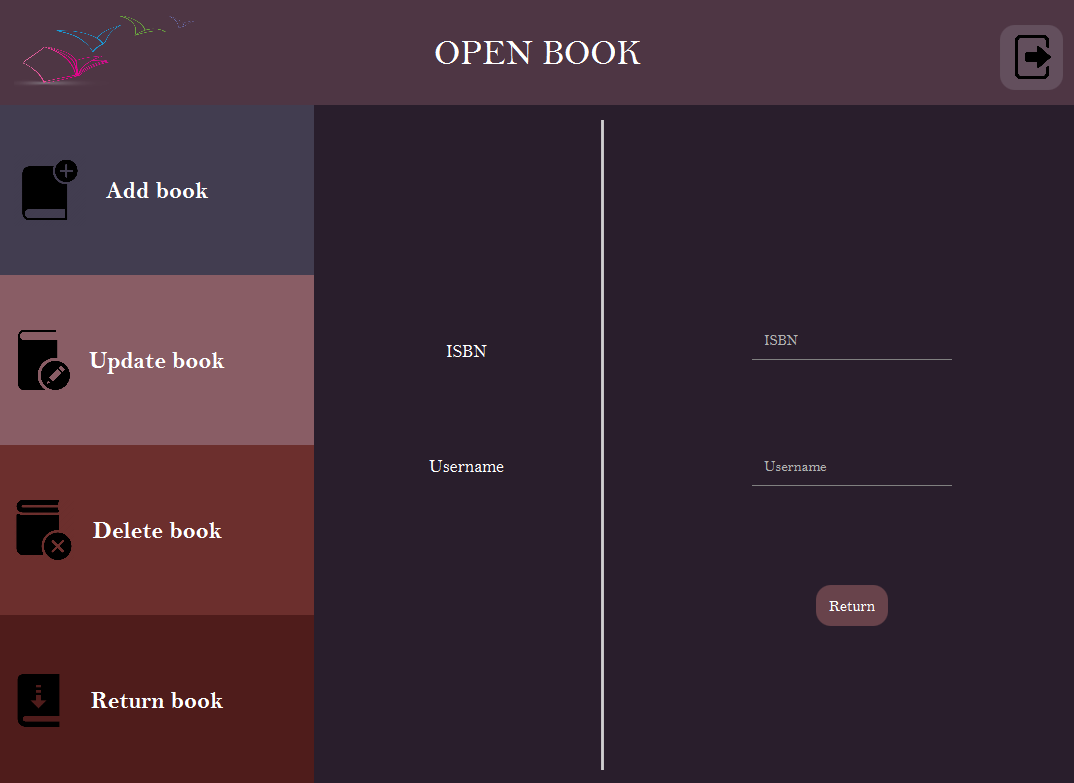 OPEN BOOK
Add book
Update book
Delete book
Return book
ISBN
ISBN
Username
Username
Return